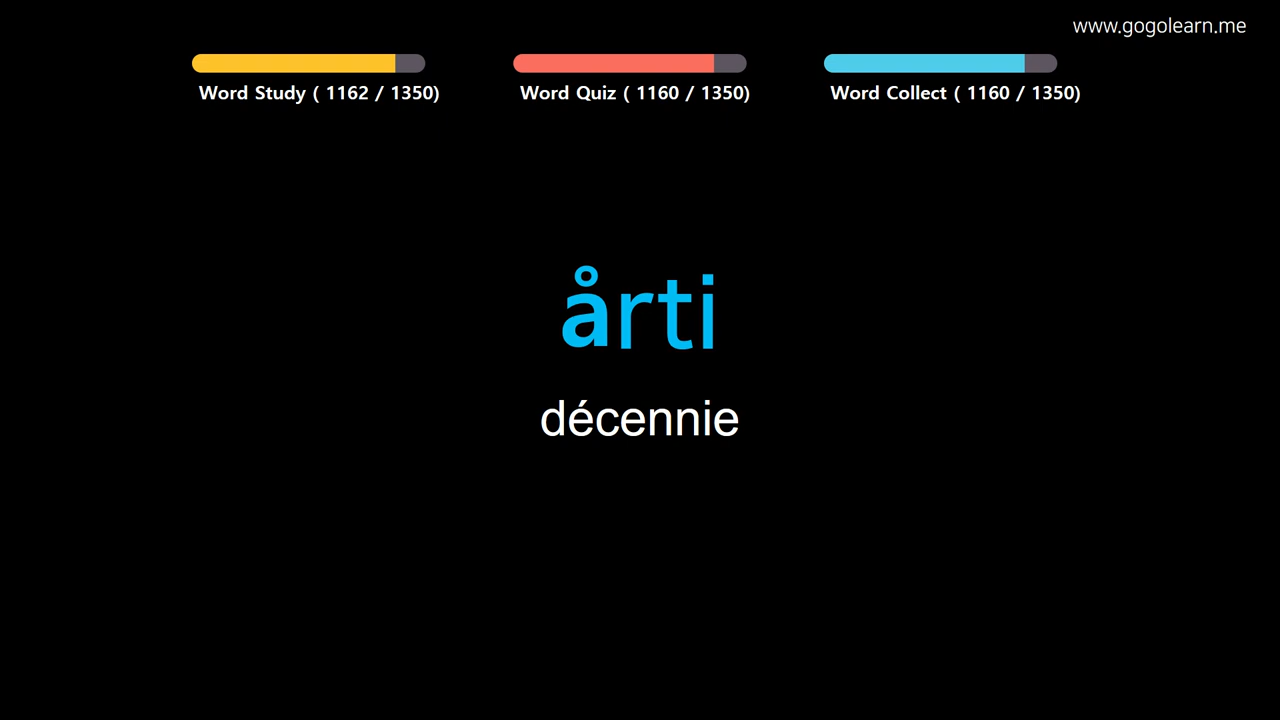 www.gogolearn.me
Word Study ( 1162 / 1350)
Word Quiz ( 1160 / 1350)
Word Collect ( 1160 / 1350)
årti
décennie